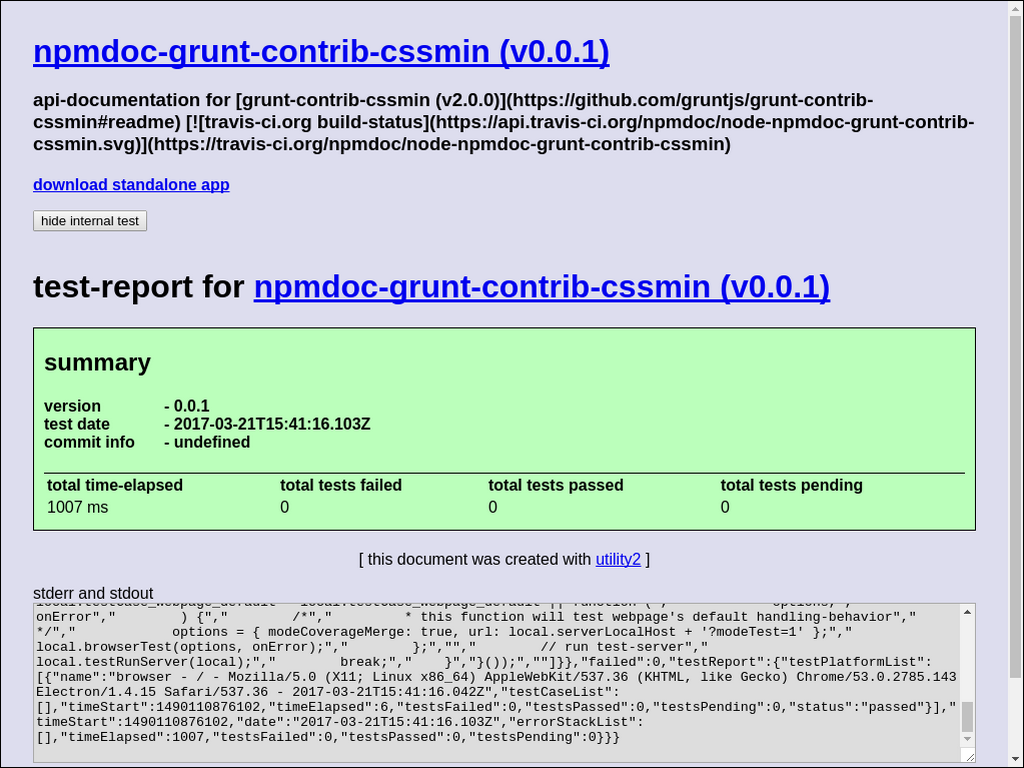 npmdoc-grunt-contrib-cssmin (v0.0.1)
api-documentation for [grunt-contrib-cssmin (v2.0.0)](https://github.com/gruntjs/grunt-contrib-
cssmin#readme) [![travis-ci.org build-status](https://api.travis-ci.org/npmdoc/node-npmdoc-grunt-contrib-
cssmin.svg)](https://travis-ci.org/npmdoc/node-npmdoc-grunt-contrib-cssmin)
download standalone app
hide internal test
test-report for npmdoc-grunt-contrib-cssmin (v0.0.1)
summary
version - 0.0.1
test date - 2017-03-21T15:41:16.103Z
commit info - undefined
total time-elapsed total tests failed total tests passed total tests pending
1007 ms 0 0 0
[ this document was created with utility2 ]
stderr and stdout
onError","        ) {","        /*","         * this function will test webpage's default handling-behavior","
*/","            options = { modeCoverageMerge: true, url: local.serverLocalHost + '?modeTest=1' };","
local.browserTest(options, onError);","        };","","        // run test-server","
local.testRunServer(local);","        break;","    }","}());",""]}},"failed":0,"testReport":{"testPlatformList":
[{"name":"browser - / - Mozilla/5.0 (X11; Linux x86_64) AppleWebKit/537.36 (KHTML, like Gecko) Chrome/53.0.2785.143
Electron/1.4.15 Safari/537.36 - 2017-03-21T15:41:16.042Z","testCaseList":
[],"timeStart":1490110876102,"timeElapsed":6,"testsFailed":0,"testsPassed":0,"testsPending":0,"status":"passed"}],"
timeStart":1490110876102,"date":"2017-03-21T15:41:16.103Z","errorStackList":
[],"timeElapsed":1007,"testsFailed":0,"testsPassed":0,"testsPending":0}}}